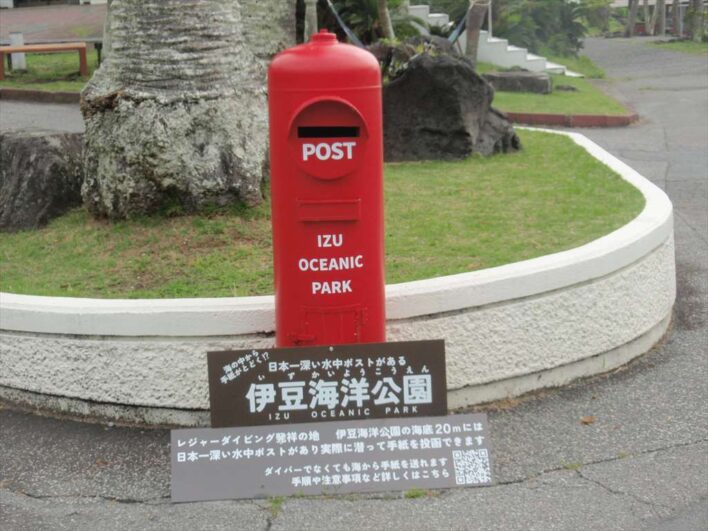 POST
IZU
OCEANIC
PARK
海の中から
手紙がとどく!?
日本一深い水中ポストがある
いずかいようこうえん
伊豆海洋公園
IZU OCEANIC PARK
レジャーダイビング発祥の地 伊豆海洋公園の海底20mには
日本一深い水中ポストがあり実際に潜って手紙を投函できます
ダイバーでなくても海から手紙を送れます
手順や注意事項など詳しくはこちら